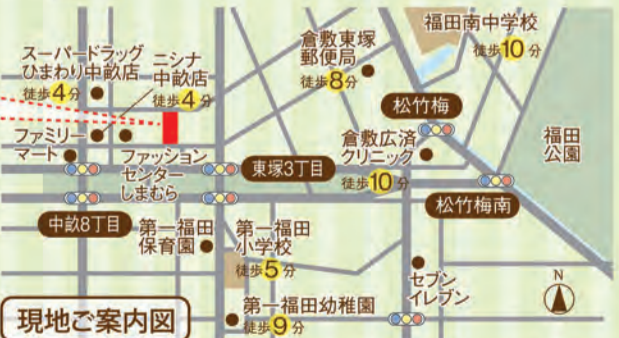 スーパードラッグ
ひまわり中畝店
徒歩4分
ニシナ
中畝店
徒歩4分
倉敷東塚
郵便局
徒歩8分
福田南中学校
徒歩10分
松竹梅
ファミリー
マート
ファッション
センター
しまむら
東塚3丁目
倉敷広済
クリニック
徒歩10分
福田
公園
松竹梅南
中畝8丁目
第一福田
保育園
第一福田
小学校
徒歩5分
セブン
イレブン
N
現地ご案内図
第一福田幼稚園
徒歩9分